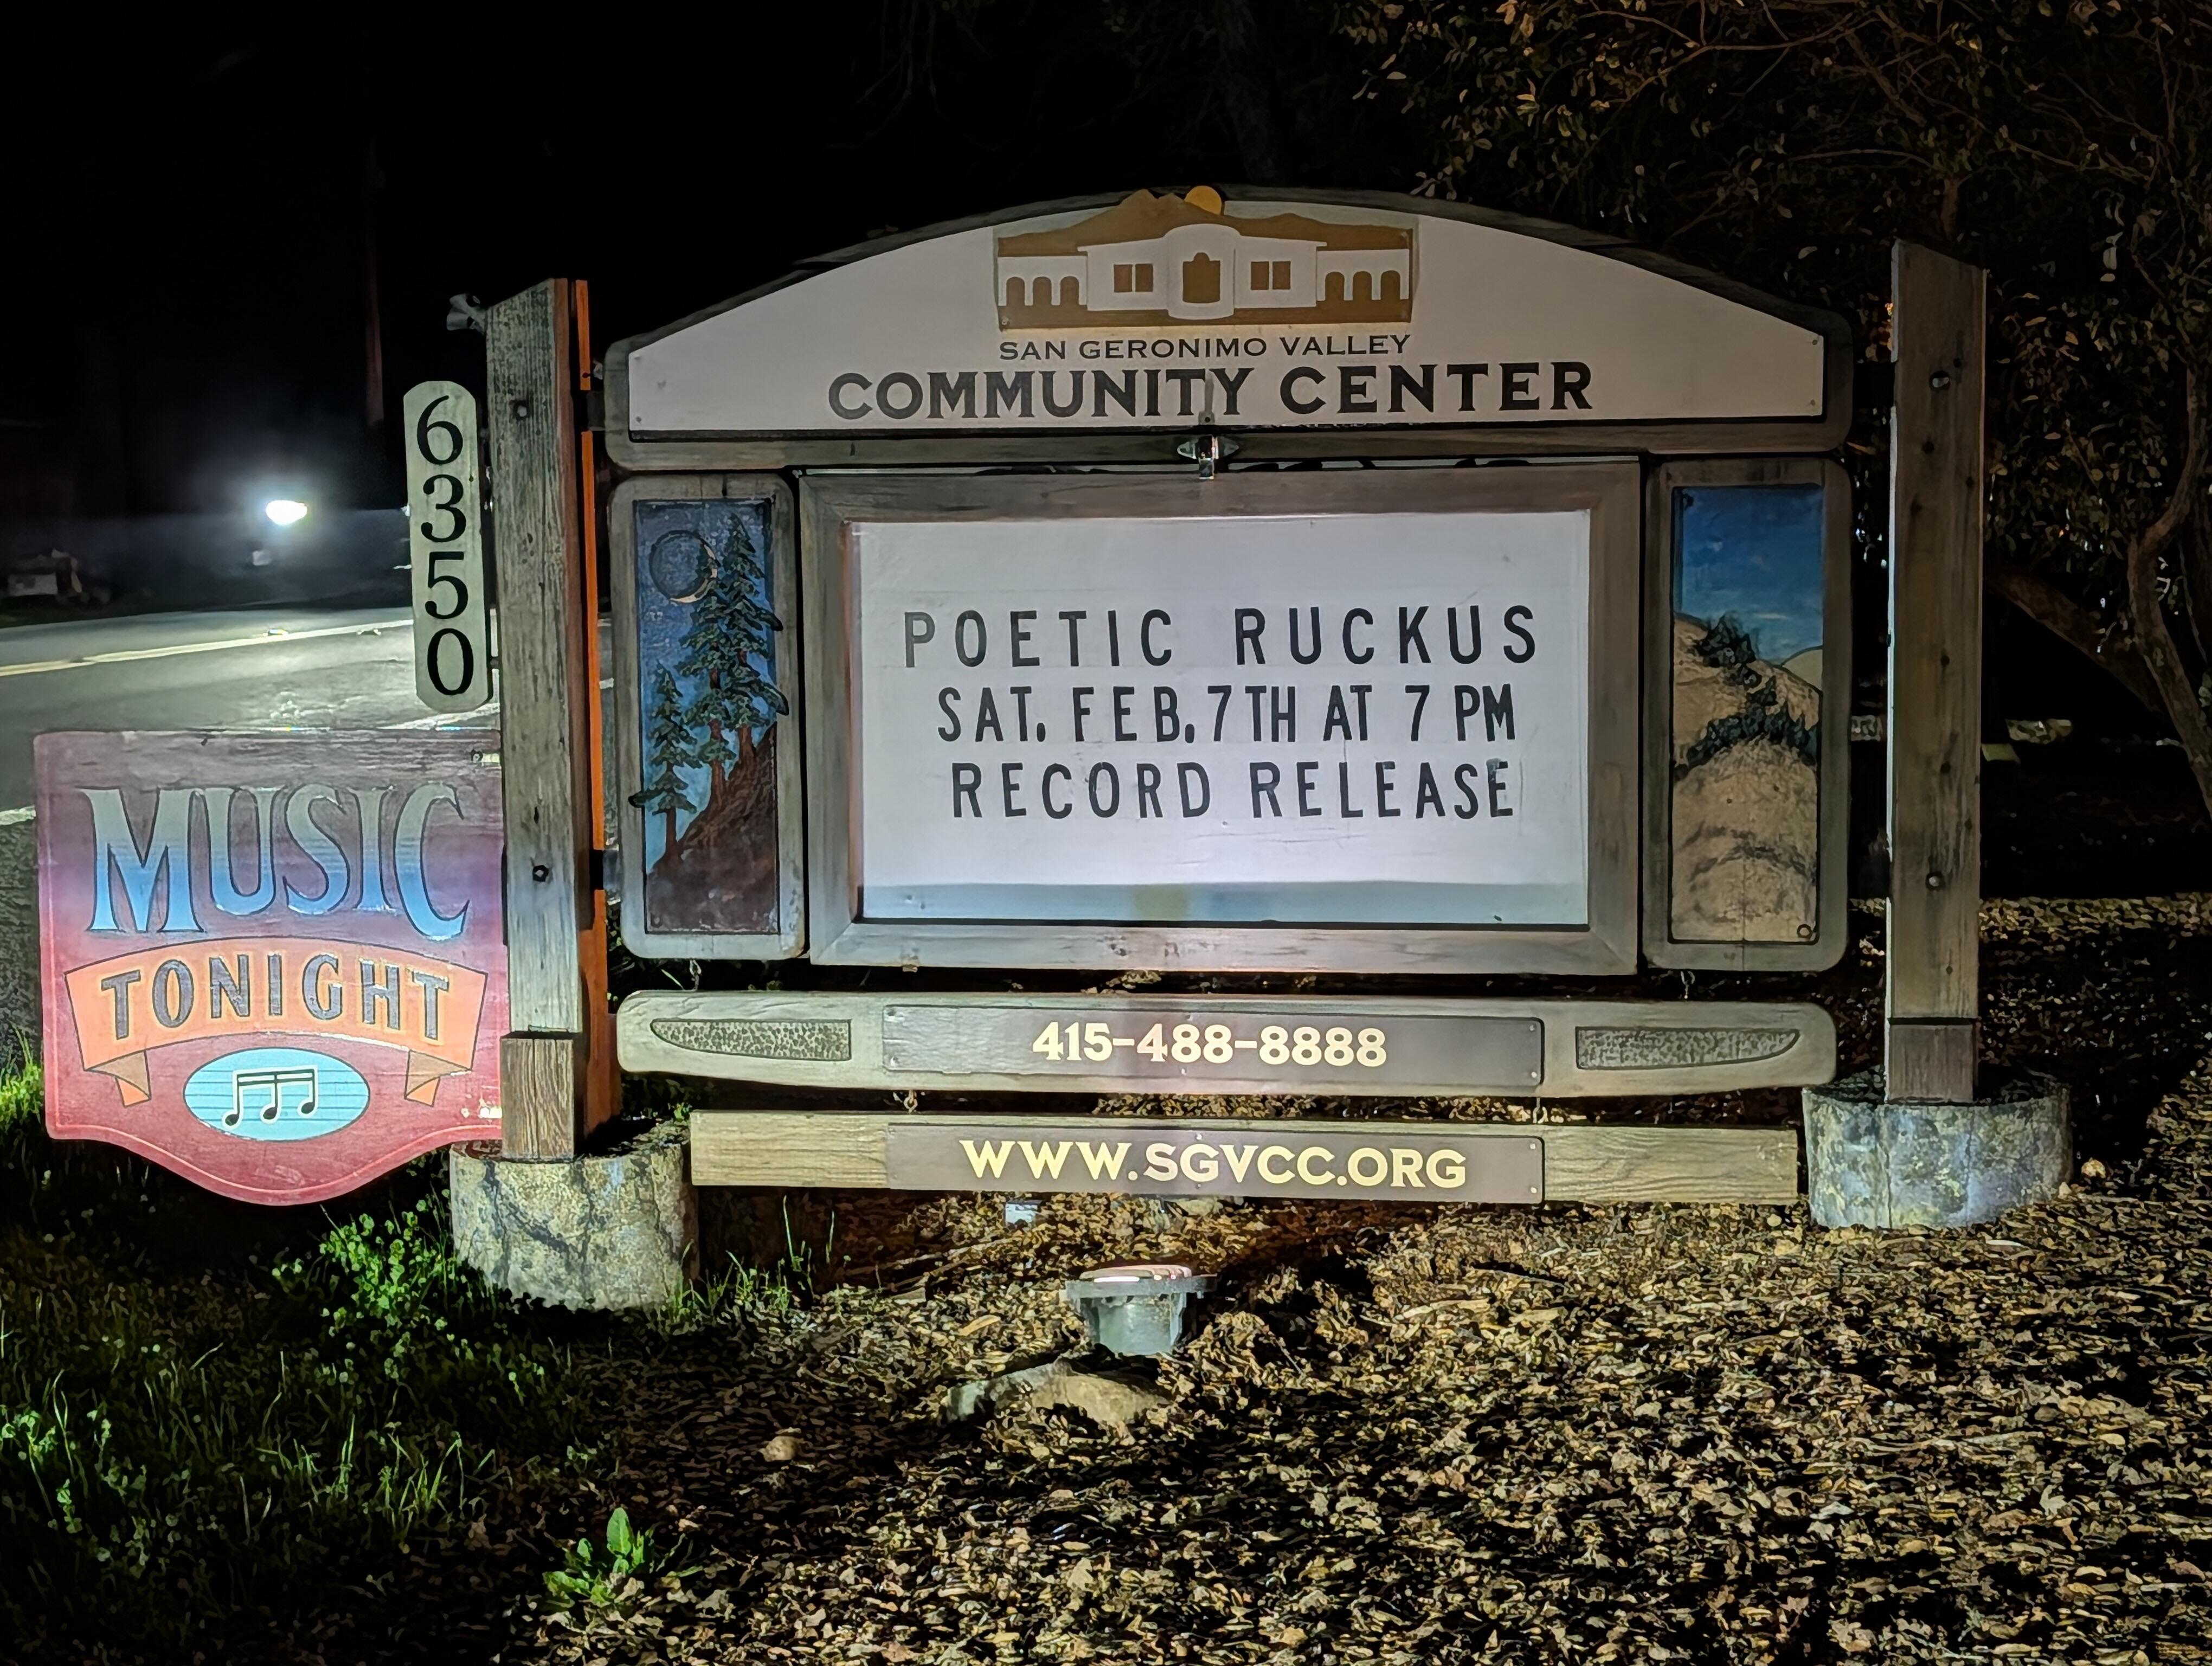 SAN GERONIMO VALLEY
COMMUNITY CENTER
6350
POETIC RUCKUS
SAT. FEB. 7TH AT 7 PM
RECORD RELEASE
MUSIC
TONIGHT
415-488-8888
WWW.SGVCC.ORG